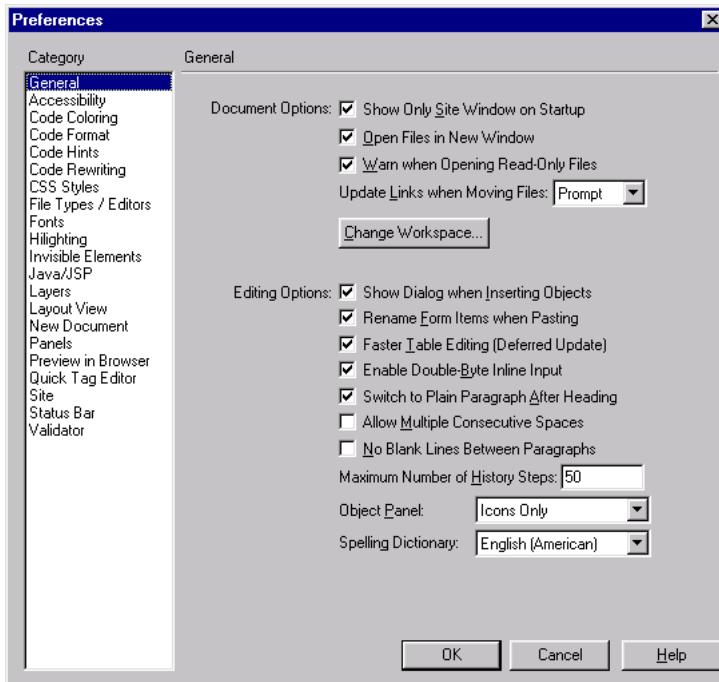 Preferences
Category
General
Accessibility
Code Coloring
Code Format
Code Hints
Code Rewriting
CSS Styles
File Types / Editors
Fonts
Hilighting
Invisible Elements
Java/JSP
Layers
Layout View
New Document
Panels
Preview in Browser
Quick Tag Editor
Site
Status Bar
Validator
General
Document Options: Show Only Site Window on Startup
Open Files in New Window
Warn when Opening Read-Only Files
Update Links when Moving Files: Prompt
Change Workspace...
Editing Options: Show Dialog when Inserting Objects
Rename Form Items when Pasting
Faster Table Editing (Deferred Update)
Enable Double-Byte Inline Input
Switch to Plain Paragraph After Heading
Allow Multiple Consecutive Spaces
No Blank Lines Between Paragraphs
Maximum Number of History Steps: 50
Object Panel: Icons Only
Spelling Dictionary: English (American)
OK Cancel Help